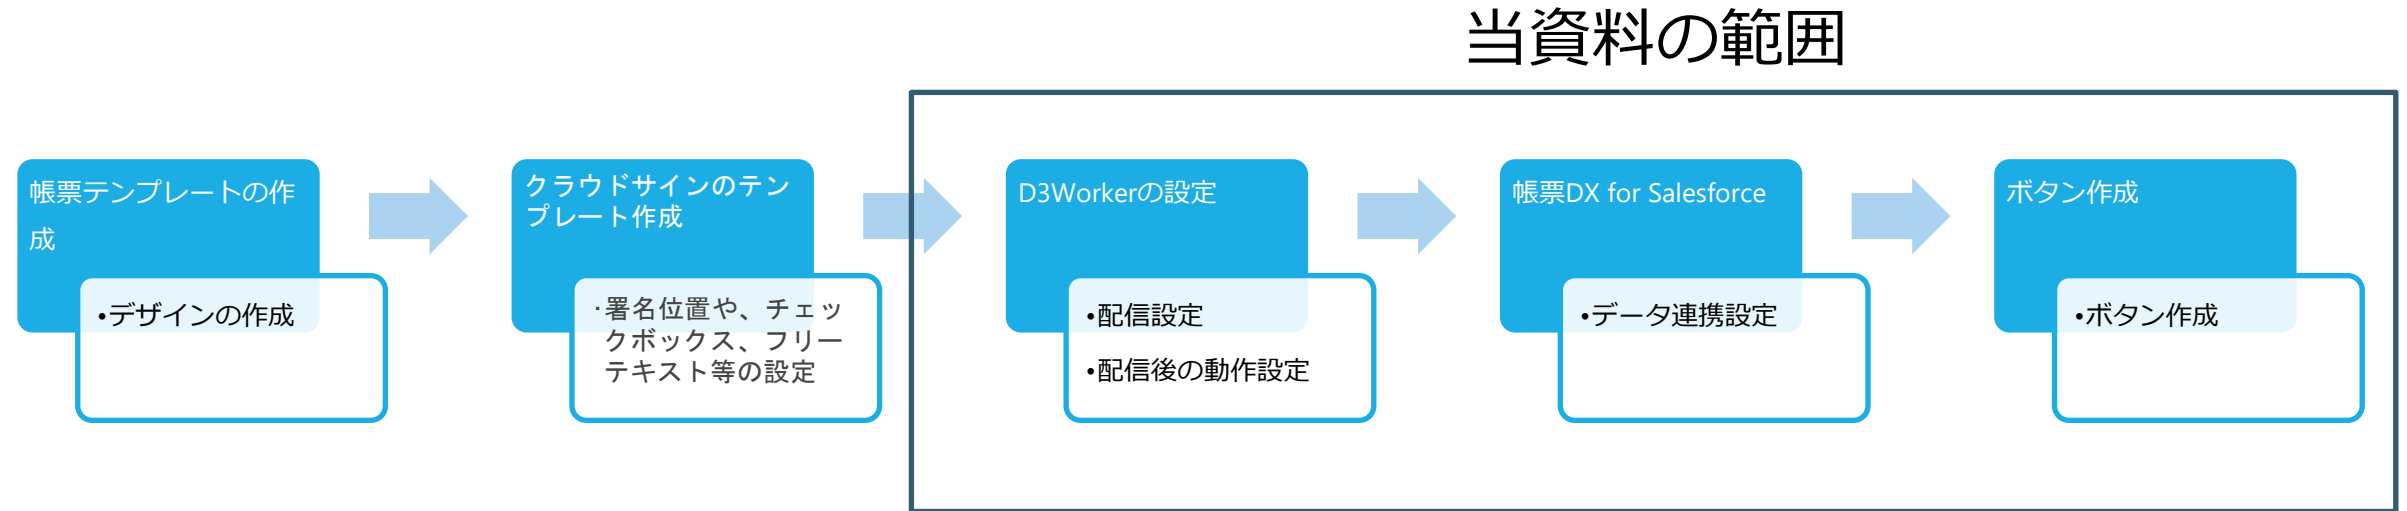 当資料の範囲
帳票テンプレートの作
成
•デザインの作成
クラウドサインのテン
プレート作成
・署名位置や、チェッ
クボックス、フリー
テキスト等の設定
D3Workerの設定
•配信設定
•配信後の動作設定
帳票DX for Salesforce
•データ連携設定
ボタン作成
•ボタン作成